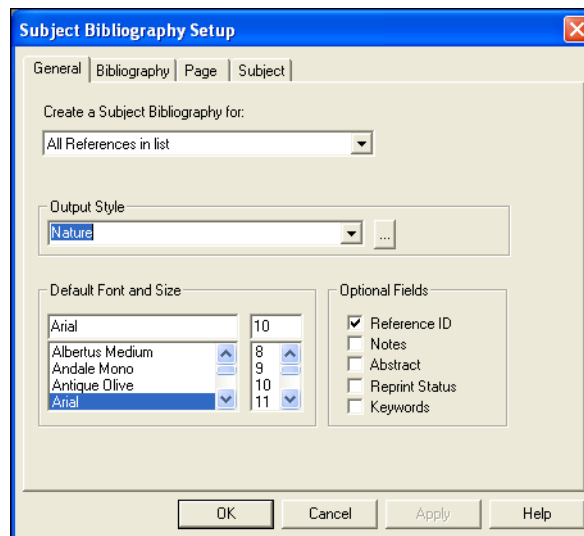 Subject Bibliography Setup
General Bibliography Page Subject
Create a Subject Bibliography for:
All References in list
Output Style
Nature
...
Default Font and Size
Arial 10
Albertus Medium 8
Andale Mono 9
Antique Olive 10
Arial 11
Optional Fields
Reference ID
Notes
Abstract
Reprint Status
Keywords
OK Cancel Apply Help